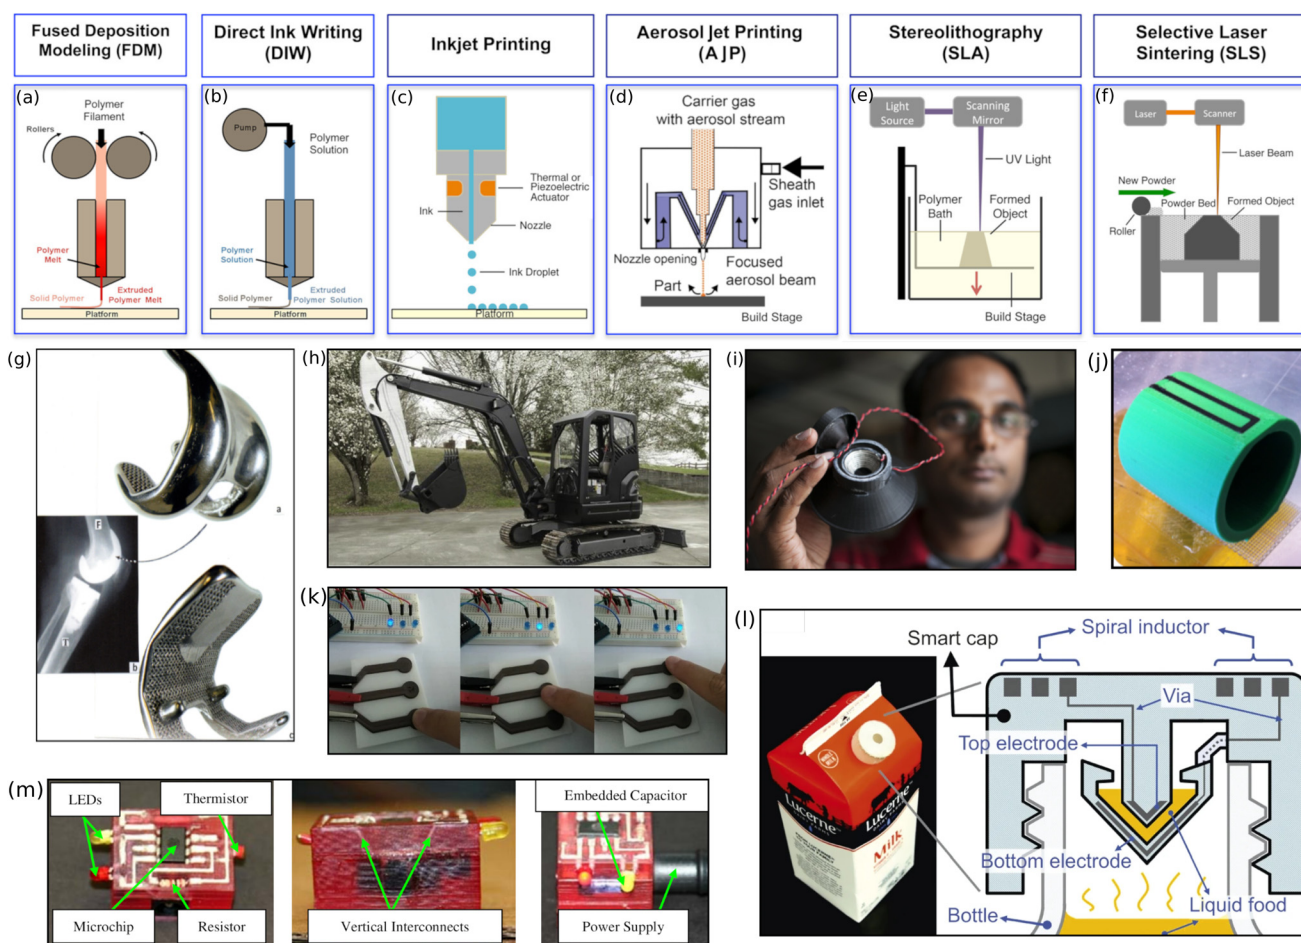 Fused Deposition
Modeling (FDM)
Direct Ink Writing
(DIW)
Inkjet Printing
Aerosol Jet Printing
(AJP)
Stereolithography
(SLA)
Selective Laser
Sintering (SLS)
(a)
Polymer
Filament
Rollers
Polymer
Melt
Solid Polymer
Extruded
Polymer Melt
Platform
(b)
Pump
Polymer
Solution
Polymer
Solution
Solid Polymer
Extruded
Polymer Solution
Platform
(c)
Thermal or
Piezoelectric
Actuator
Ink
Nozzle
Ink Droplet
Platform
(d)
Carrier gas
with aerosol stream
Sheath
gas inlet
Nozzle opening
Focused
aerosol beam
Part
Build Stage
(e)
Light
Source
Scanning
Mirror
UV Light
Polymer
Bath
Formed
Object
Build Stage
(f)
Laser
Scanner
Laser Beam
New Powder
Powder Bed
Formed Object
Roller
(g)
a
F
T
b
c
(h)
(i)
(j)
(k)
(l)
Smart cap
Spiral inductor
Via
Top electrode
Bottom electrode
Liquid food
Bottle
Lucerne
Lucerne
Milk
(m)
LEDs
Thermistor
Microchip
Resistor
Vertical Interconnects
Embedded Capacitor
Power Supply